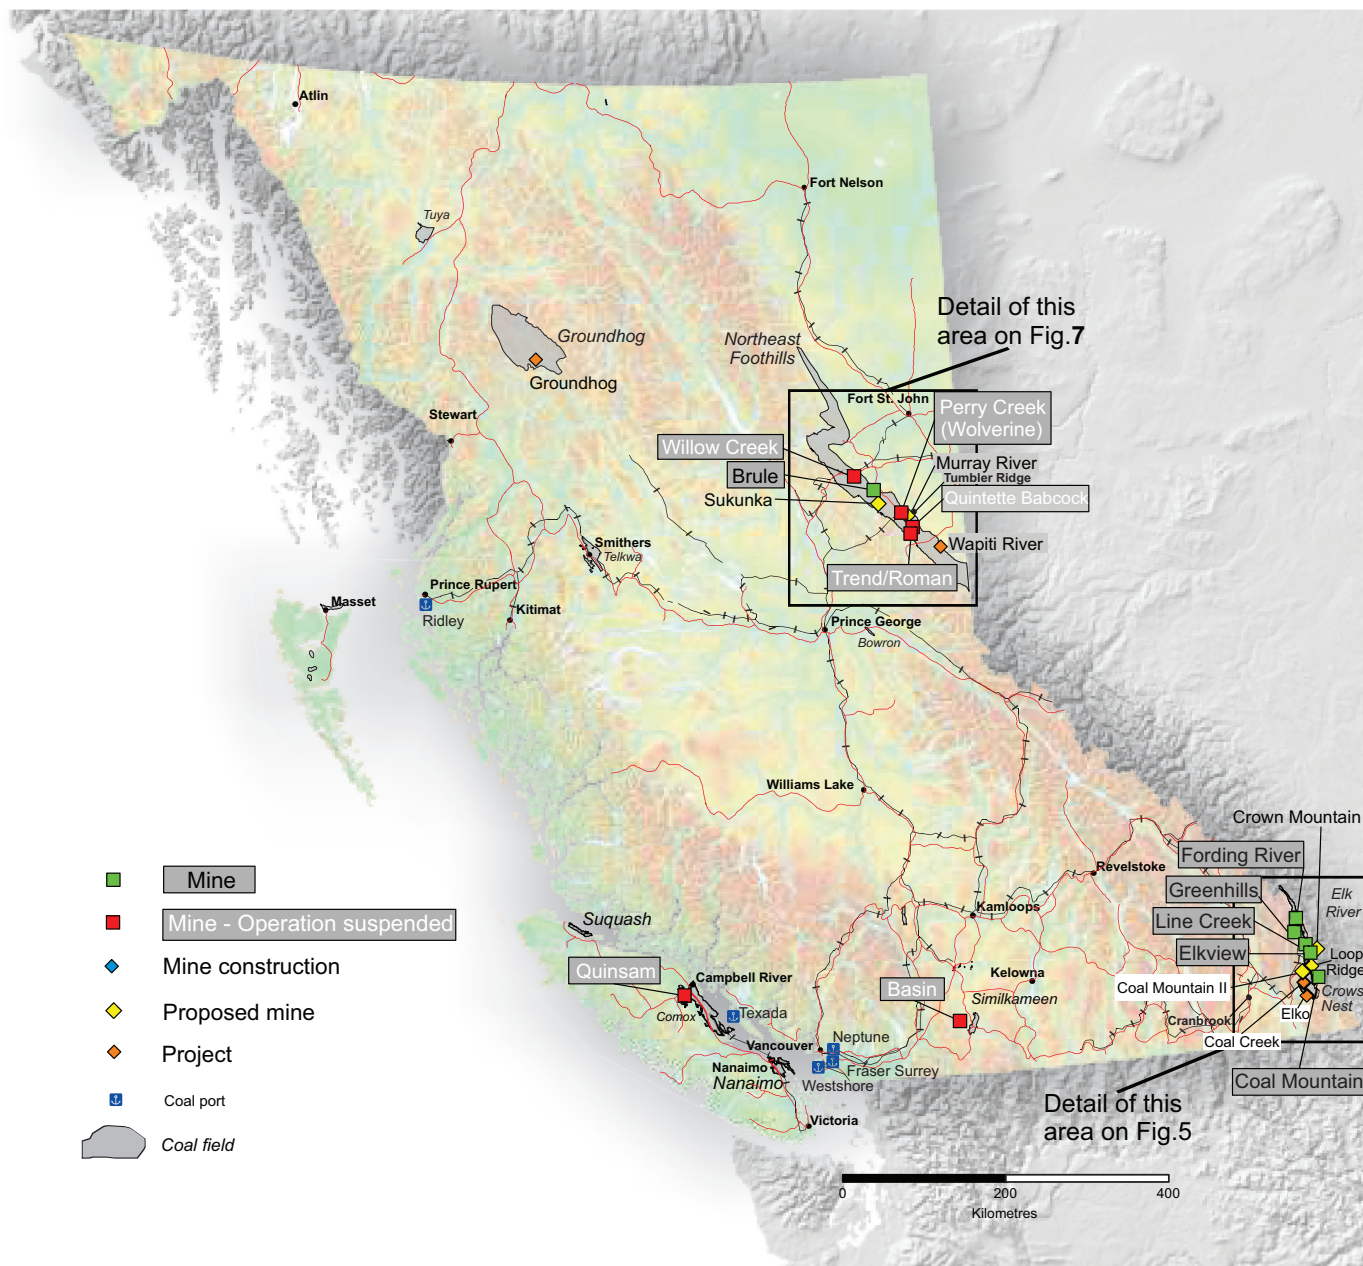 Atlin
Fort Nelson
Tuya
Detail of this
area on Fig.7
Groundhog
Groundhog
Northeast
Foothills
Fort St. John
Perry Creek
(Wolverine)
Stewart
Willow Creek
Brule
Murray River
Tumbler Ridge
Sukunka
Quintette Babcock
Smithers
Telkwa
Wapiti River
Trend/Roman
Prince Rupert
Masset
Ridley
Kitimat
Prince George
Bowron
Williams Lake
Crown Mountain
Fording River
Revelstoke
Mine
Greenhills
Elk
River
Kamloops
Mine - Operation suspended
Suquash
Line Creek
Elkview
Loop
Ridge
Mine construction
Quinsam
Campbell River
Kelowna
Basin
Coal Mountain II
Crows
Nest
Similkameen
Proposed mine
Comox
Texada
Cranbrook
Elko
Neptune
Coal Creek
Vancouver
Project
Nanaimo
Fraser Surrey
Nanaimo
Westshore
Coal Mountain
Coal port
Detail of this
area on Fig.5
Victoria
Coal field
0 200 400
Kilometres